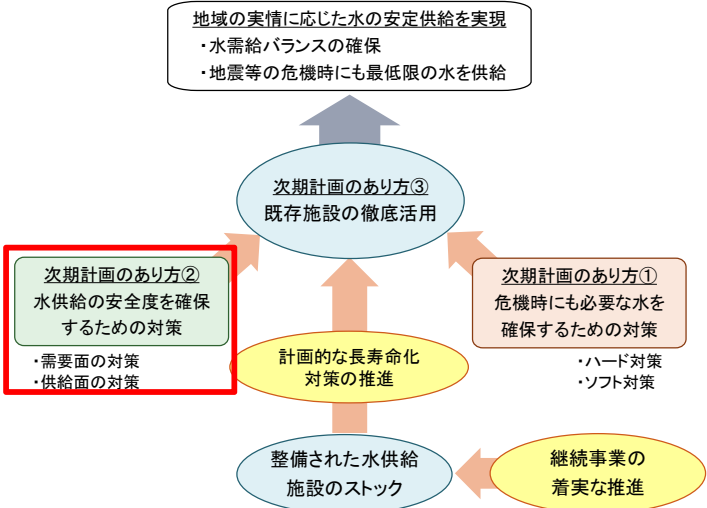 地域の実情に応じた水の安定供給を実現
・水需給バランスの確保
・地震等の危機時にも最低限の水を供給
次期計画のあり方③
既存施設の徹底活用
次期計画のあり方②
水供給の安全度を確保
するための対策
・需要面の対策
・供給面の対策
次期計画のあり方①
危機時にも必要な水を
確保するための対策
・ハード対策
・ソフト対策
計画的な長寿命化
対策の推進
整備された水供給
施設のストック
継続事業の
着実な推進